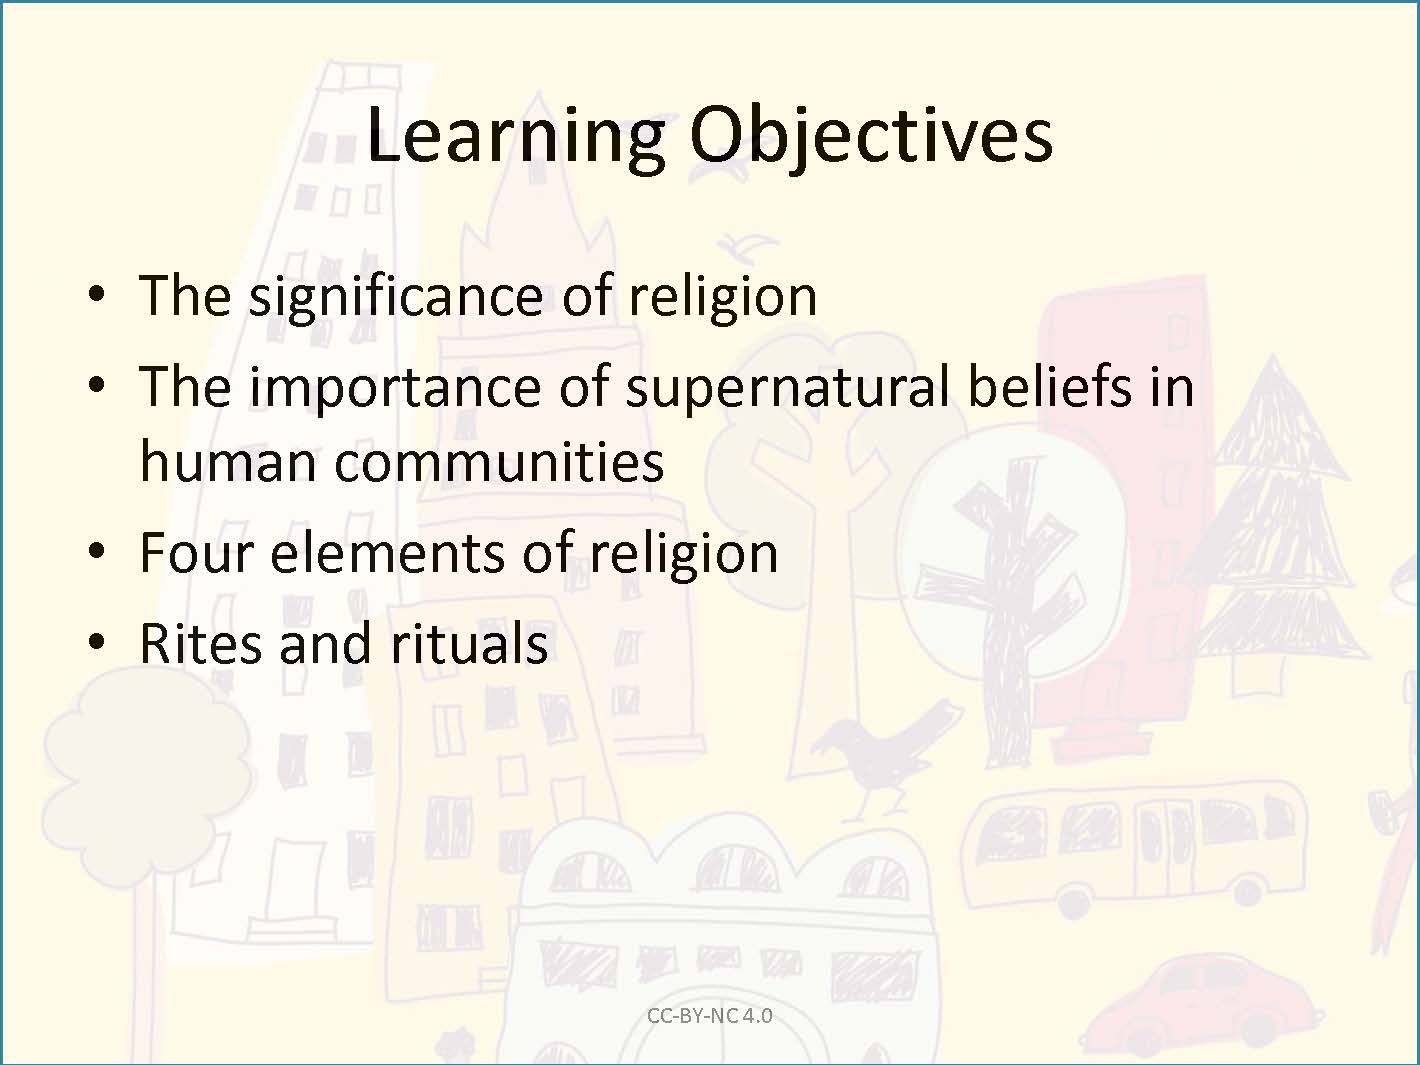 Learning Objectives
• The significance of religion
• The importance of supernatural beliefs in
human communities
• Four elements of religion
• Rites and rituals
CC-BY-NC 4.0